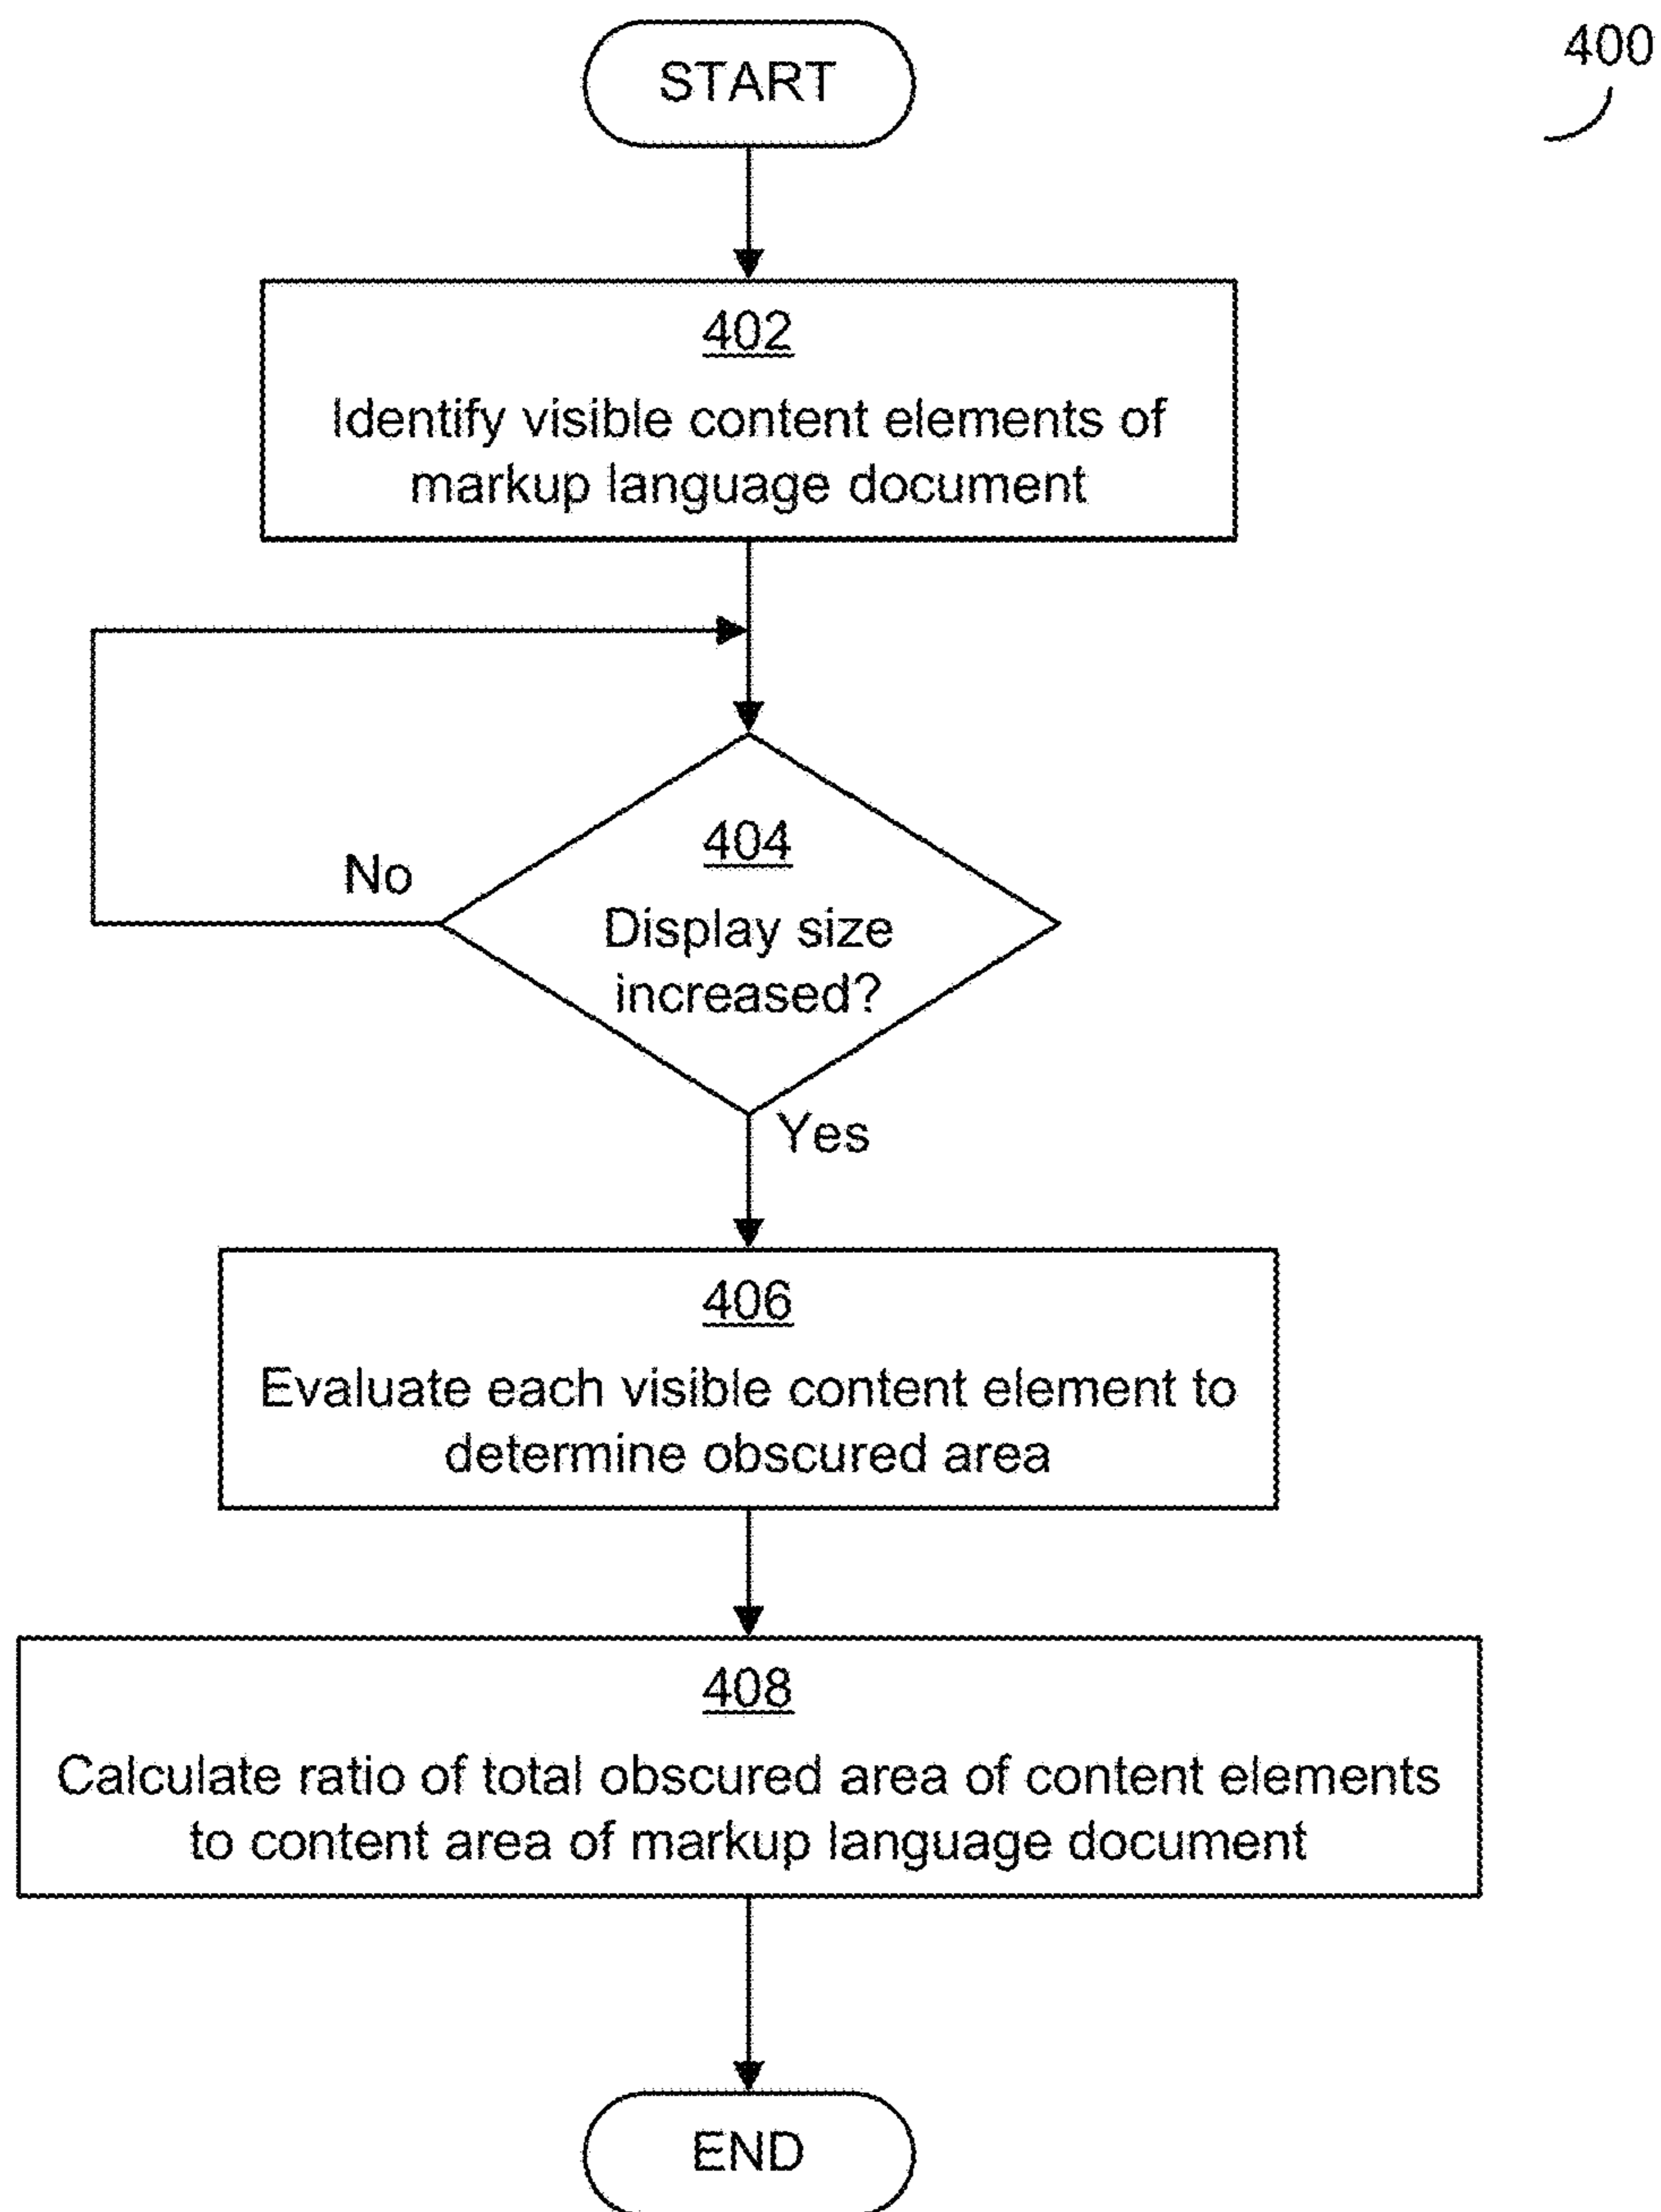 400
START
402
Identify visible content elements of
markup language document
404
No
Display size
increased?
Yes
406
Evaluate each visible content element to
determine obscured area
408
Calculate ratio of total obscured area of content elements
to content area of markup language document
END